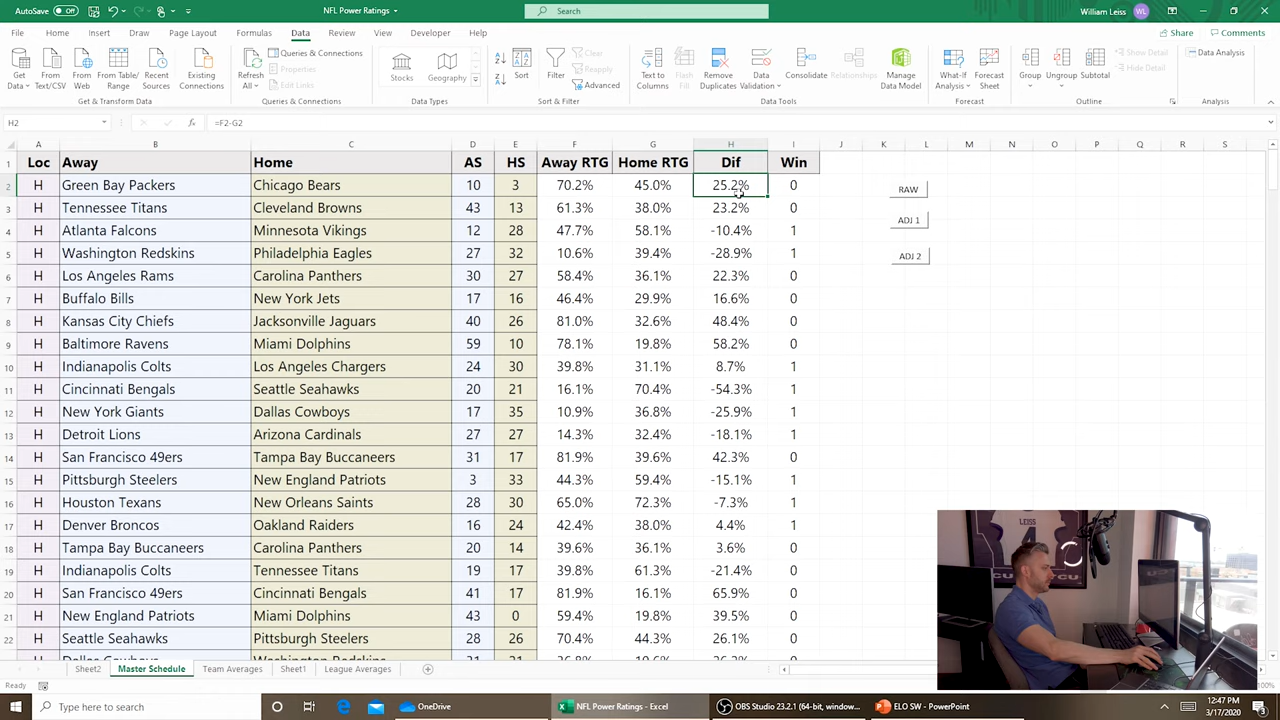 AutoSave Off NFL Power Ratings Search William Leiss WL
File Home Insert Draw Page Layout Formulas Data Review View Developer Help Share Comments
Get Data From Text/CSV From Web From Table/Range Recent Sources Existing Connections Refresh All Queries & Connections Properties Edit Links Stocks Geography Sort Filter Clear Reapply Advanced Text to Columns Flash Fill Remove Duplicates Data Validation Consolidate Relationships Manage Data Model What-If Analysis Forecast Sheet Group Ungroup Subtotal Show Detail Hide Detail Data Analysis
Get & Transform Data Queries & Connections Data Types Sort & Filter Data Tools Forecast Outline Analysis
H2 fx =F2-G2
A B C D E F G H I J K L M N O P Q R S
1 Loc Away Home AS HS Away RTG Home RTG Dif Win
2 H Green Bay Packers Chicago Bears 10 3 70.2% 45.0% 25.2% 0 RAW
3 H Tennessee Titans Cleveland Browns 43 13 61.3% 38.0% 23.2% 0 ADJ 1
4 H Atlanta Falcons Minnesota Vikings 12 28 47.7% 58.1% -10.4% 1
5 H Washington Redskins Philadelphia Eagles 27 32 10.6% 39.4% -28.9% 1 ADJ 2
6 H Los Angeles Rams Carolina Panthers 30 27 58.4% 36.1% 22.3% 0
7 H Buffalo Bills New York Jets 17 16 46.4% 29.9% 16.6% 0
8 H Kansas City Chiefs Jacksonville Jaguars 40 26 81.0% 32.6% 48.4% 0
9 H Baltimore Ravens Miami Dolphins 59 10 78.1% 19.8% 58.2% 0
10 H Indianapolis Colts Los Angeles Chargers 24 30 39.8% 31.1% 8.7% 1
11 H Cincinnati Bengals Seattle Seahawks 20 21 16.1% 70.4% -54.3% 1
12 H New York Giants Dallas Cowboys 17 35 10.9% 36.8% -25.9% 1
13 H Detroit Lions Arizona Cardinals 27 27 14.3% 32.4% -18.1% 1
14 H San Francisco 49ers Tampa Bay Buccaneers 31 17 81.9% 39.6% 42.3% 0
15 H Pittsburgh Steelers New England Patriots 3 33 44.3% 59.4% -15.1% 1
16 H Houston Texans New Orleans Saints 28 30 65.0% 72.3% -7.3% 1
17 H Denver Broncos Oakland Raiders 16 24 42.4% 38.0% 4.4% 1
18 H Tampa Bay Buccaneers Carolina Panthers 20 14 39.6% 36.1% 3.6% 0
19 H Indianapolis Colts Tennessee Titans 19 17 39.8% 61.3% -21.4% 0
20 H San Francisco 49ers Cincinnati Bengals 41 17 81.9% 16.1% 65.9% 0
21 H New England Patriots Miami Dolphins 43 0 59.4% 19.8% 39.5% 0
22 H Seattle Seahawks Pittsburgh Steelers 28 26 70.4% 44.3% 26.1% 0
LEISS
TCU
Sheet2 Master Schedule Team Averages Sheet1 League Averages
Ready 100%
Type here to search OneDrive NFL Power Ratings - Excel OBS Studio 23.2.1 (64-bit, window... ELO SW - PowerPoint 12:47 PM
3/17/2020